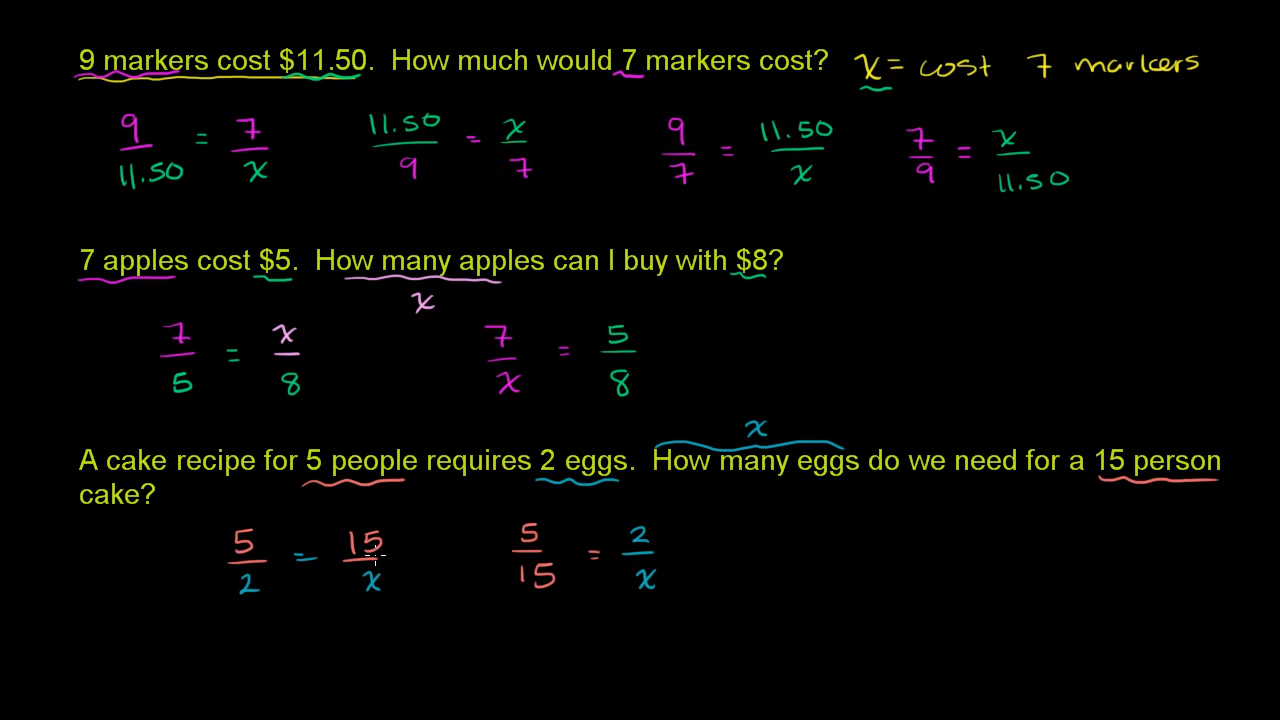 9 markers cost $11.50.  How much would 7 markers cost? x = cost 7 markers
9/11.50 = 7/x   11.50/9 = x/7   9/7 = 11.50/x   7/9 = x/11.50
7 apples cost $5.  How many apples can I buy with $8?
x
7/5 = x/8   7/x = 5/8
x
A cake recipe for 5 people requires 2 eggs.  How many eggs do we need for a 15 person
cake?
5/2 = 15/x   5/15 = 2/x